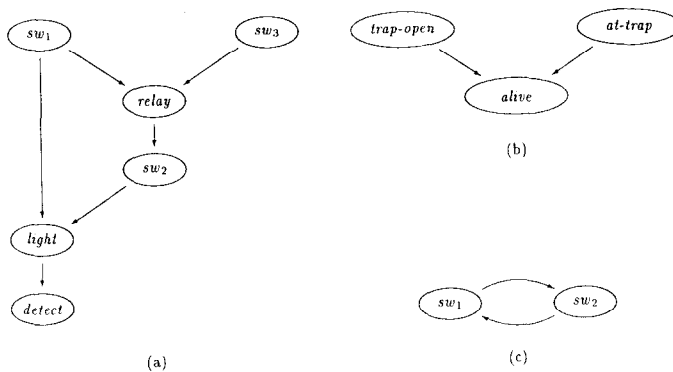 sw₁
sw₃
relay
sw₂
light
detect
(a)
trap-open
at-trap
alive
(b)
sw₁
sw₂
(c)